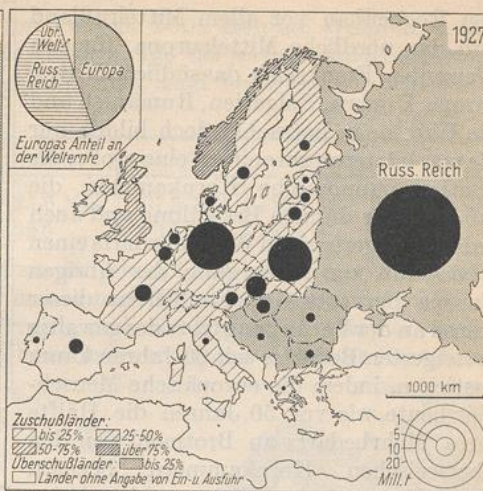 Übr.
Welt
Russ.
Reich
Europa
Europas Anteil an
der Welternte
1927
Russ. Reich
1000 km
Zuschußländer:
bis 25%
25-50%
50-75%
über 75%
Überschußländer:
bis 25%
Länder ohne Angabe von Ein- u. Ausfuhr
1
5
10
20
Mill. t